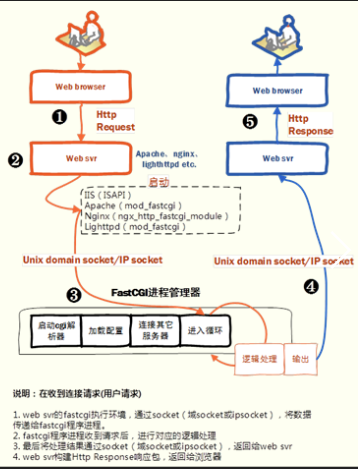 Web browser
Web browser
❶
Http
Request
❺
Http
Response
❷
Web svr
Apache、nginx、
lighthttpd etc.
Web svr
启动
IIS (ISAPI)
Apache (mod_fastcgi)
Nginx (ngx_http_fastcgi_module)
Lighttpd (mod_fastcgi)
Unix domain socket/IP socket
Unix domain socket/IP socket
❸
FastCGI进程管理器
❹
启动cgi解
析器
加载配置
连接其它
服务器
进入循环
逻辑处理
输出
说明：在收到连接请求(用户请求)
1. web svr的fastcgi执行环境，通过socket（域socket或ipsocket），将数据
传递给fastcgi程序进程。
2. fastcgi程序进程收到请求后，进行对应的逻辑处理
3. 最后将处理结果通过socket（域socket或ipsocket），返回给web svr
4. web svr构建Http Response响应包，返回给浏览器